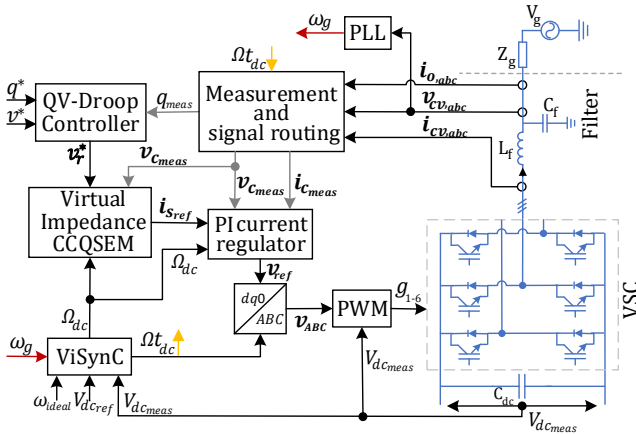 V_g
ω_g
PLL
Z_g
Ωt_dc
i_o,abc
q*
QV-Droop
Controller
q_meas
Measurement
and
signal routing
v_cv,abc
C_f
Filter
v*
i_cv,abc
L_f
v_r*
v_cmeas
v_cmeas
i_cmeas
Virtual
Impedance
CCQSEM
i_sref
PI current
regulator
Ω_dc
v_ref
VSC
Ω_dc
dq0
ABC
v_ABC
PWM
g_1-6
ω_g
ViSynC
Ωt_dc
V_dcmeas
C_dc
ω_ideal
V_dcref
V_dcmeas
V_dcmeas